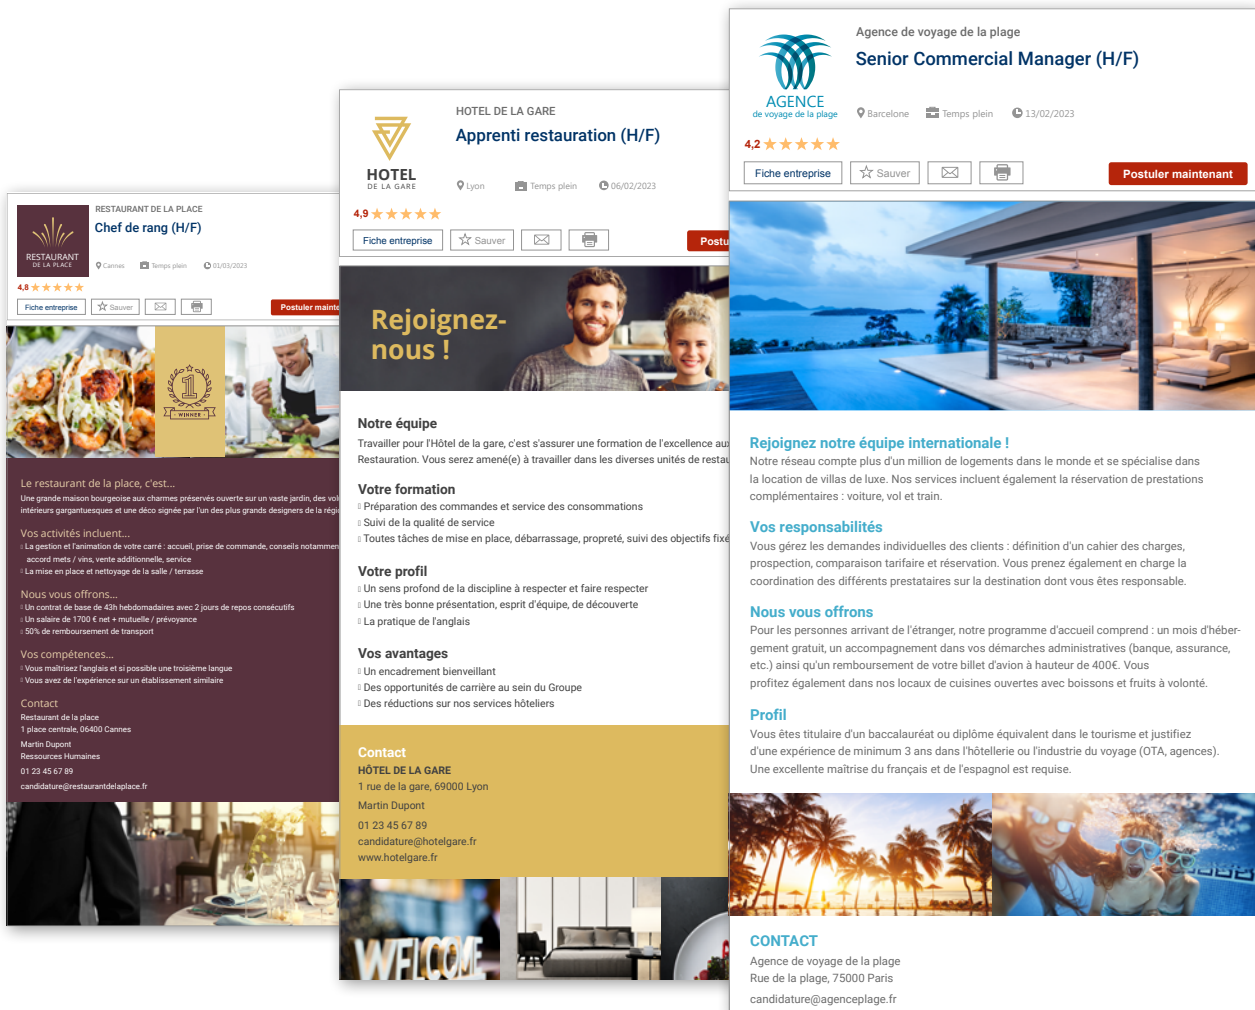 RESTAURANT
DE LA PLACE
RESTAURANT DE LA PLACE
Chef de rang (H/F)
Cannes Temps plein 01/03/2023
4,8
Fiche entreprise Sauver Postuler mainte
1
WINNER
Le restaurant de la place, c'est...
Une grande maison bourgeoise aux charmes préservés ouverte sur un vaste jardin, des vol
intérieurs gargantuesques et une déco signée par l'un des plus grands designers de la régi
Vos activités incluent...
La gestion et l'animation de votre carré : accueil, prise de commande, conseils notammen
accord mets / vins, vente additionnelle, service
La mise en place et nettoyage de la salle / terrasse
Nous vous offrons...
Un contrat de base de 43h hebdomadaires avec 2 jours de repos consécutifs
Un salaire de 1700 € net + mutuelle / prévoyance
50% de remboursement de transport
Vos compétences...
Vous maîtrisez l'anglais et si possible une troisième langue
Vous avez de l'expérience sur un établissement similaire
Contact
Restaurant de la place
1 place centrale, 06400 Cannes
Martin Dupont
Ressources Humaines
01 23 45 67 89
candidature@restaurantdelaplace.fr
HOTEL
DE LA GARE
HOTEL DE LA GARE
Apprenti restauration (H/F)
Lyon Temps plein 06/02/2023
4,9
Fiche entreprise Sauver Postu
Rejoignez-
nous !
Notre équipe
Travailler pour l'Hôtel de la gare, c'est s'assurer une formation de l'excellence aux
Restauration. Vous serez amené(e) à travailler dans les diverses unités de restau
Votre formation
Préparation des commandes et service des consommations
Suivi de la qualité de service
Toutes tâches de mise en place, débarrassage, propreté, suivi des objectifs fixé
Votre profil
Un sens profond de la discipline à respecter et faire respecter
Une très bonne présentation, esprit d'équipe, de découverte
La pratique de l'anglais
Vos avantages
Un encadrement bienveillant
Des opportunités de carrière au sein du Groupe
Des réductions sur nos services hôteliers
Contact
HÔTEL DE LA GARE
1 rue de la gare, 69000 Lyon
Martin Dupont
01 23 45 67 89
candidature@hotelgare.fr
www.hotelgare.fr
WELCOME
AGENCE
de voyage de la plage
Agence de voyage de la plage
Senior Commercial Manager (H/F)
Barcelone Temps plein 13/02/2023
4,2
Fiche entreprise Sauver Postuler maintenant
Rejoignez notre équipe internationale !
Notre réseau compte plus d'un million de logements dans le monde et se spécialise dans
la location de villas de luxe. Nos services incluent également la réservation de prestations
complémentaires : voiture, vol et train.
Vos responsabilités
Vous gérez les demandes individuelles des clients : définition d'un cahier des charges,
prospection, comparaison tarifaire et réservation. Vous prenez également en charge la
coordination des différents prestataires sur la destination dont vous êtes responsable.
Nous vous offrons
Pour les personnes arrivant de l'étranger, notre programme d'accueil comprend : un mois d'héber-
gement gratuit, un accompagnement dans vos démarches administratives (banque, assurance,
etc.) ainsi qu'un remboursement de votre billet d'avion à hauteur de 400€. Vous
profitez également dans nos locaux de cuisines ouvertes avec boissons et fruits à volonté.
Profil
Vous êtes titulaire d'un baccalauréat ou diplôme équivalent dans le tourisme et justifiez
d'une expérience de minimum 3 ans dans l'hôtellerie ou l'industrie du voyage (OTA, agences).
Une excellente maîtrise du français et de l'espagnol est requise.
CONTACT
Agence de voyage de la plage
Rue de la plage, 75000 Paris
candidature@agenceplage.fr